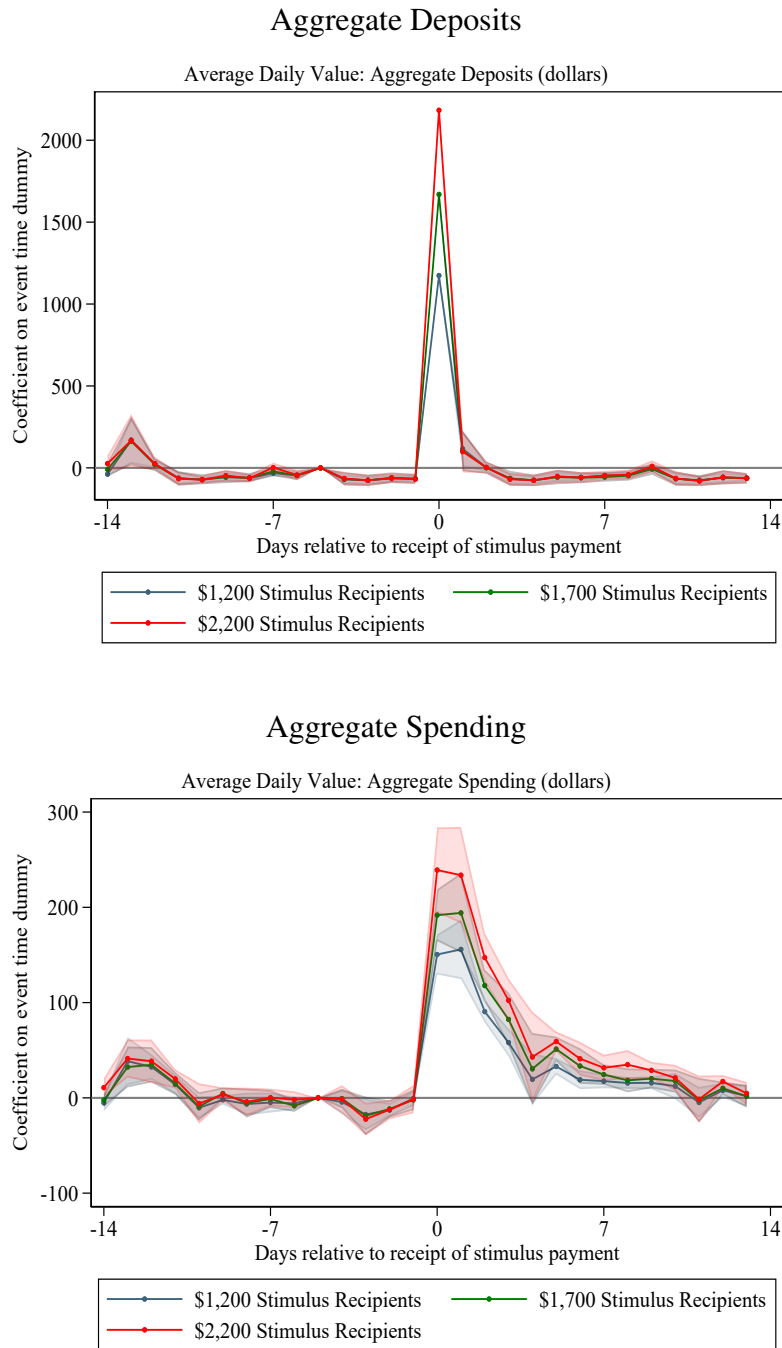 Aggregate Deposits
Average Daily Value: Aggregate Deposits (dollars)
Coefficient on event time dummy
2000
1500
1000
500
0
-14 -7 0 7 14
Days relative to receipt of stimulus payment
$1,200 Stimulus Recipients $1,700 Stimulus Recipients
$2,200 Stimulus Recipients
Aggregate Spending
Average Daily Value: Aggregate Spending (dollars)
Coefficient on event time dummy
300
200
100
0
-100
-14 -7 0 7 14
Days relative to receipt of stimulus payment
$1,200 Stimulus Recipients $1,700 Stimulus Recipients
$2,200 Stimulus Recipients